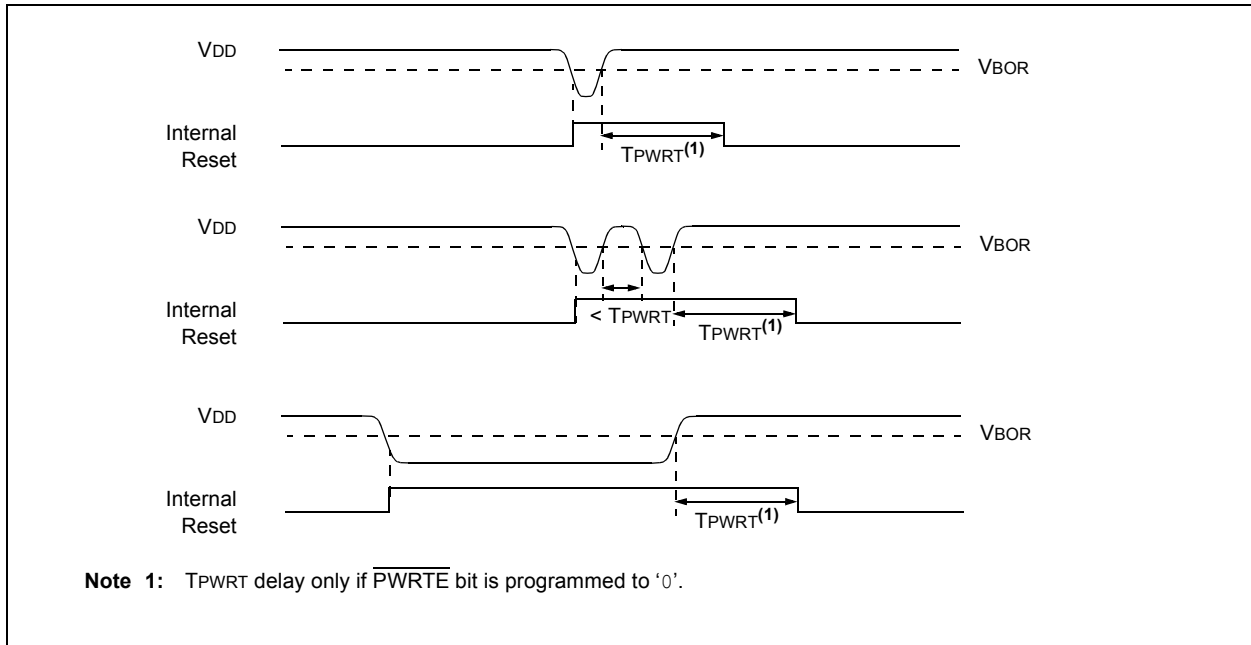 VDD
VBOR
Internal
Reset
TPWRT(1)
VDD
VBOR
Internal
Reset
< TPWRT
TPWRT(1)
VDD
VBOR
Internal
Reset
TPWRT(1)
Note 1: TPWRT delay only if P̅W̅R̅T̅E̅ bit is programmed to ‘0’.